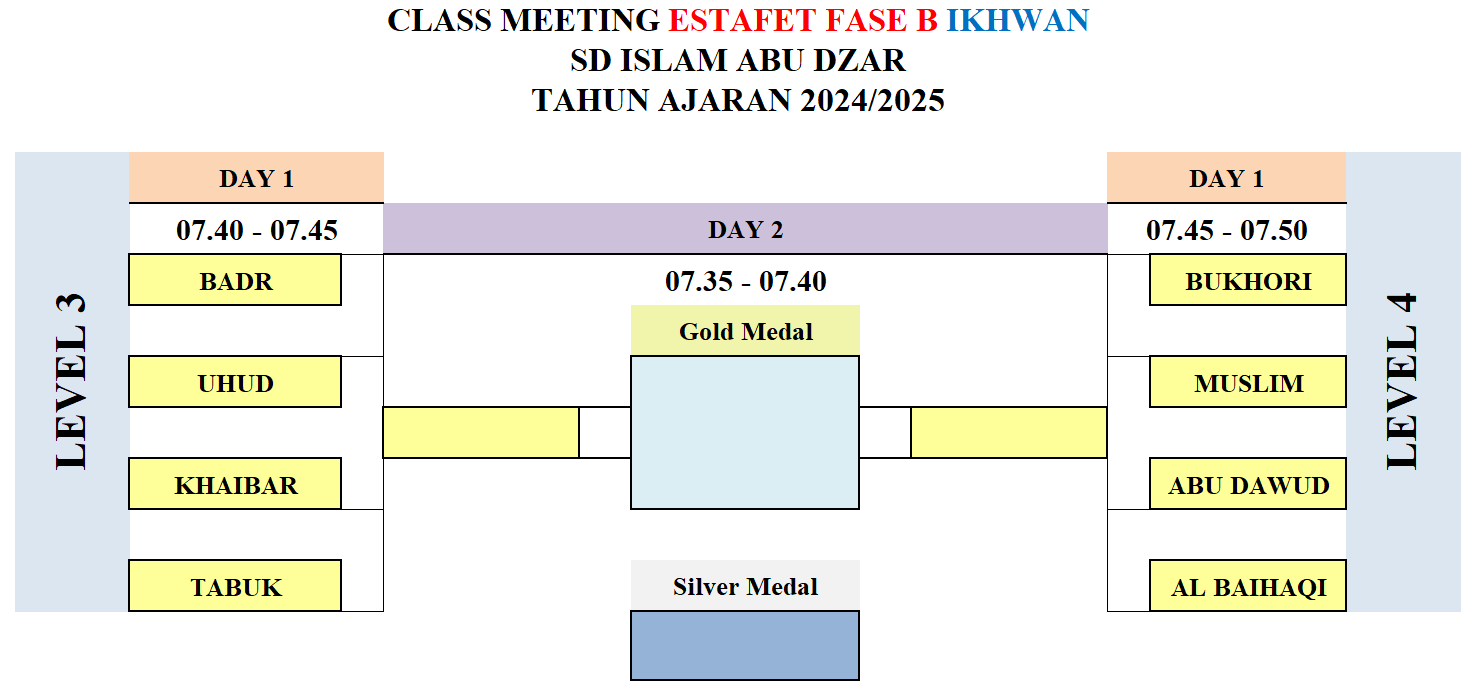 CLASS MEETING ESTAFET FASE B IKHWAN
SD ISLAM ABU DZAR
TAHUN AJARAN 2024/2025
LEVEL 3
DAY 1
07.40 - 07.45
BADR
UHUD
KHAIBAR
TABUK
DAY 2
07.35 - 07.40
Gold Medal
Silver Medal
DAY 1
07.45 - 07.50
BUKHORI
MUSLIM
ABU DAWUD
AL BAIHAQI
LEVEL 4